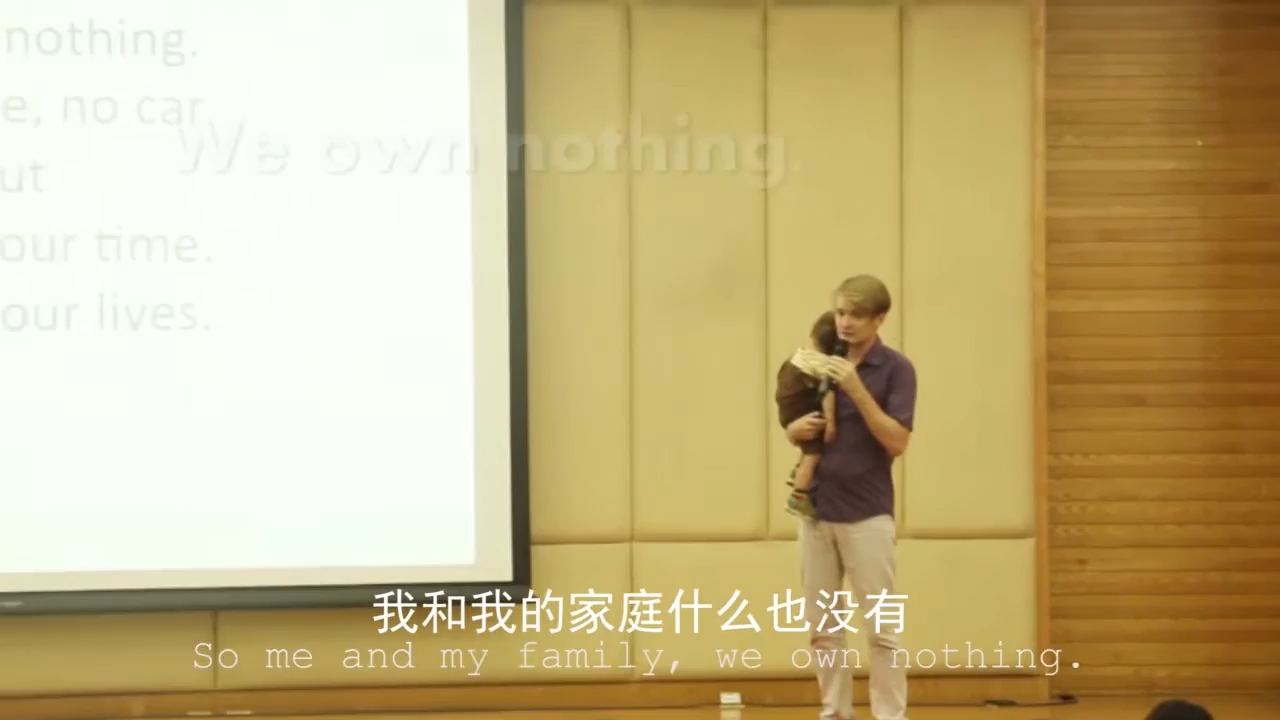 nothing.
e, no car
ut
our time.
our lives.
We own nothing.
我和我的家庭什么也没有
So me and my family, we own nothing.